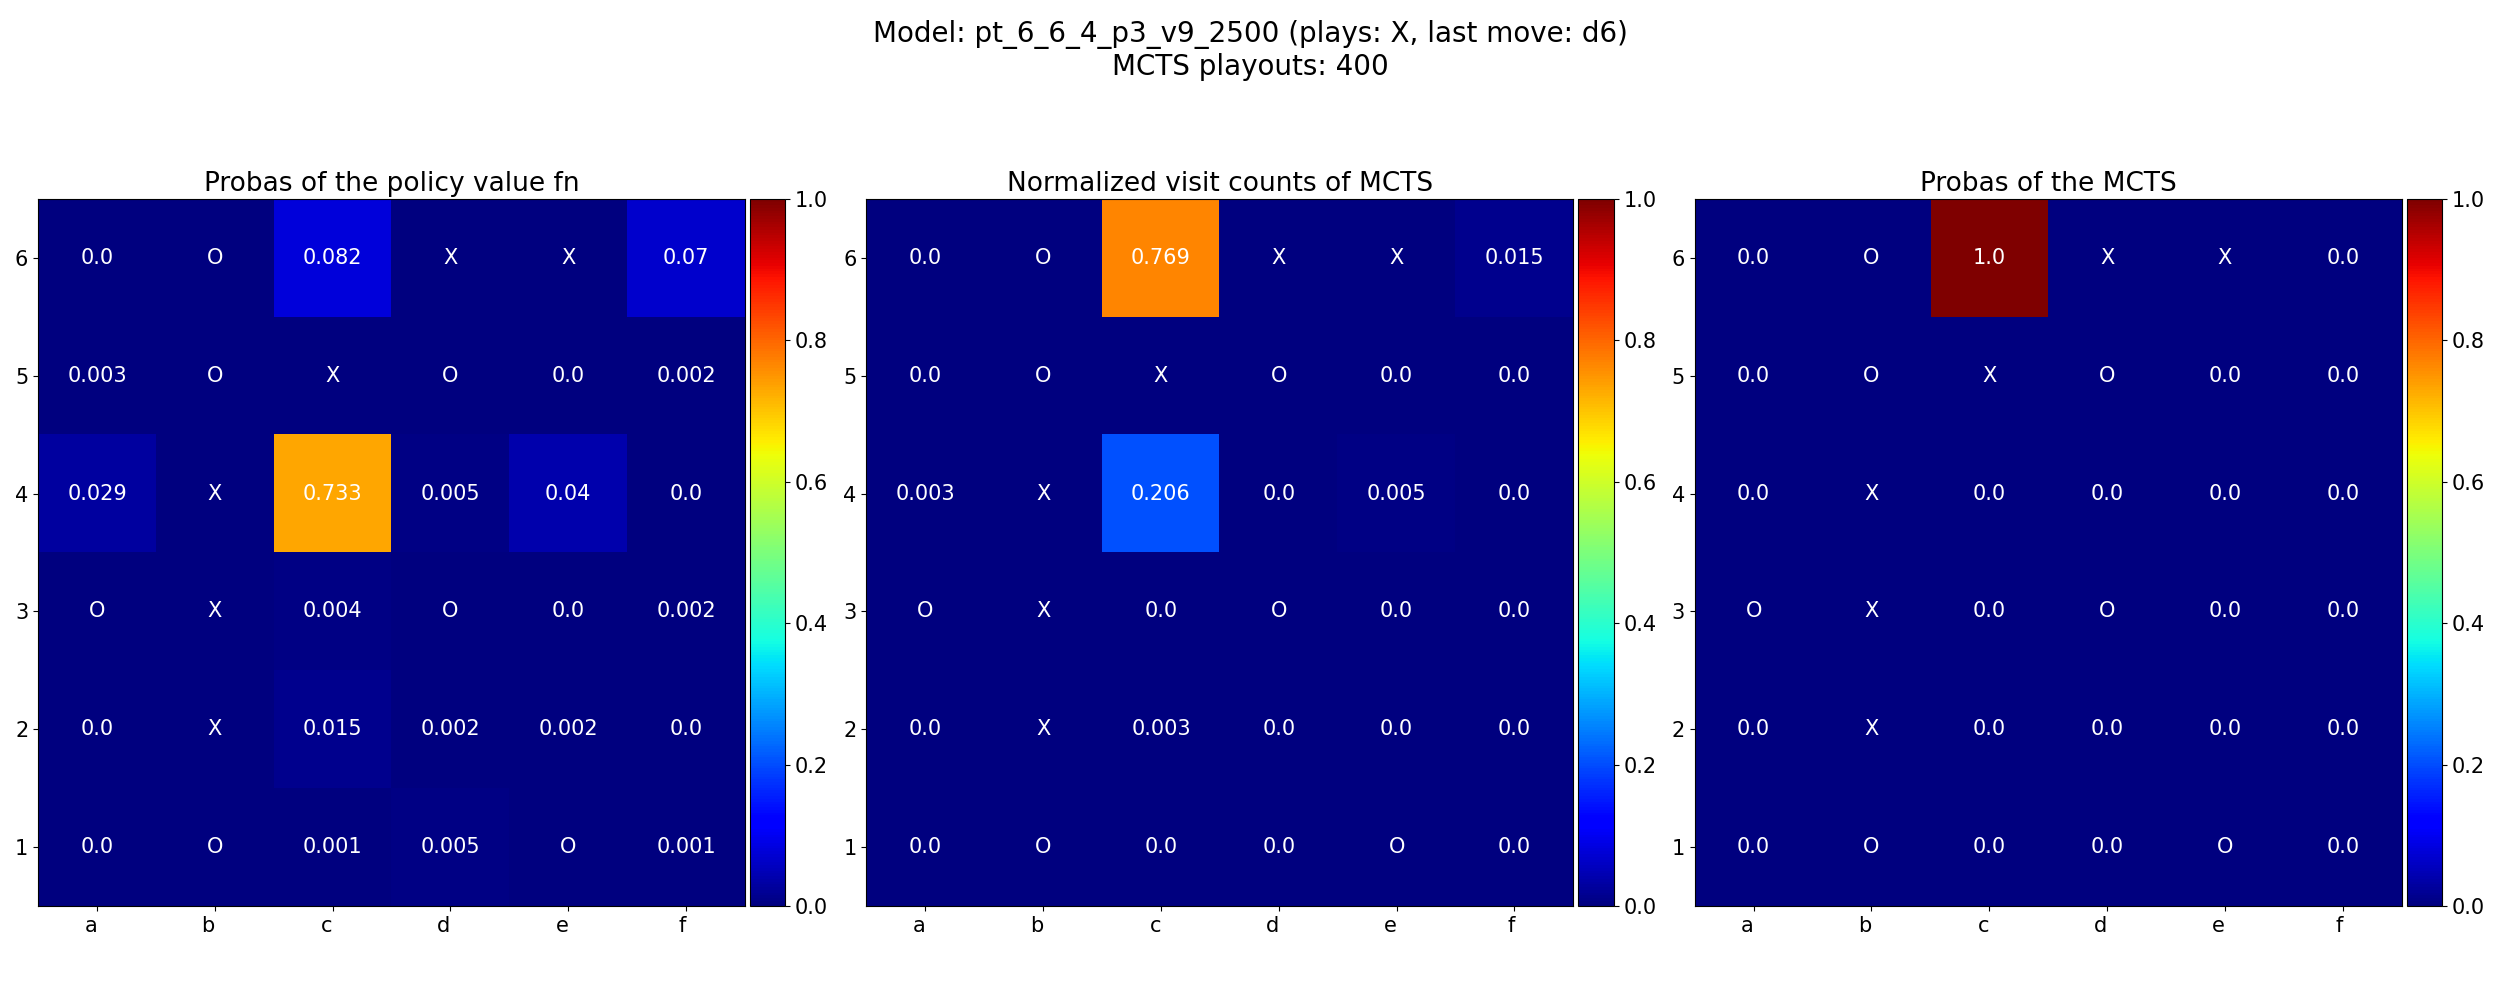 Model: pt_6_6_4_p3_v9_2500 (plays: X, last move: d6)
MCTS playouts: 400
Probas of the policy value fn
6 0.0 O 0.082 X X 0.07
5 0.003 O X O 0.0 0.002
4 0.029 X 0.733 0.005 0.04 0.0
3 O X 0.004 O 0.0 0.002
2 0.0 X 0.015 0.002 0.002 0.0
1 0.0 O 0.001 0.005 O 0.001
a b c d e f
1.0
0.8
0.6
0.4
0.2
0.0
Normalized visit counts of MCTS
6 0.0 O 0.769 X X 0.015
5 0.0 O X O 0.0 0.0
4 0.003 X 0.206 0.0 0.005 0.0
3 O X 0.0 O 0.0 0.0
2 0.0 X 0.003 0.0 0.0 0.0
1 0.0 O 0.0 0.0 O 0.0
a b c d e f
1.0
0.8
0.6
0.4
0.2
0.0
Probas of the MCTS
6 0.0 O 1.0 X X 0.0
5 0.0 O X O 0.0 0.0
4 0.0 X 0.0 0.0 0.0 0.0
3 O X 0.0 O 0.0 0.0
2 0.0 X 0.0 0.0 0.0 0.0
1 0.0 O 0.0 0.0 O 0.0
a b c d e f
1.0
0.8
0.6
0.4
0.2
0.0